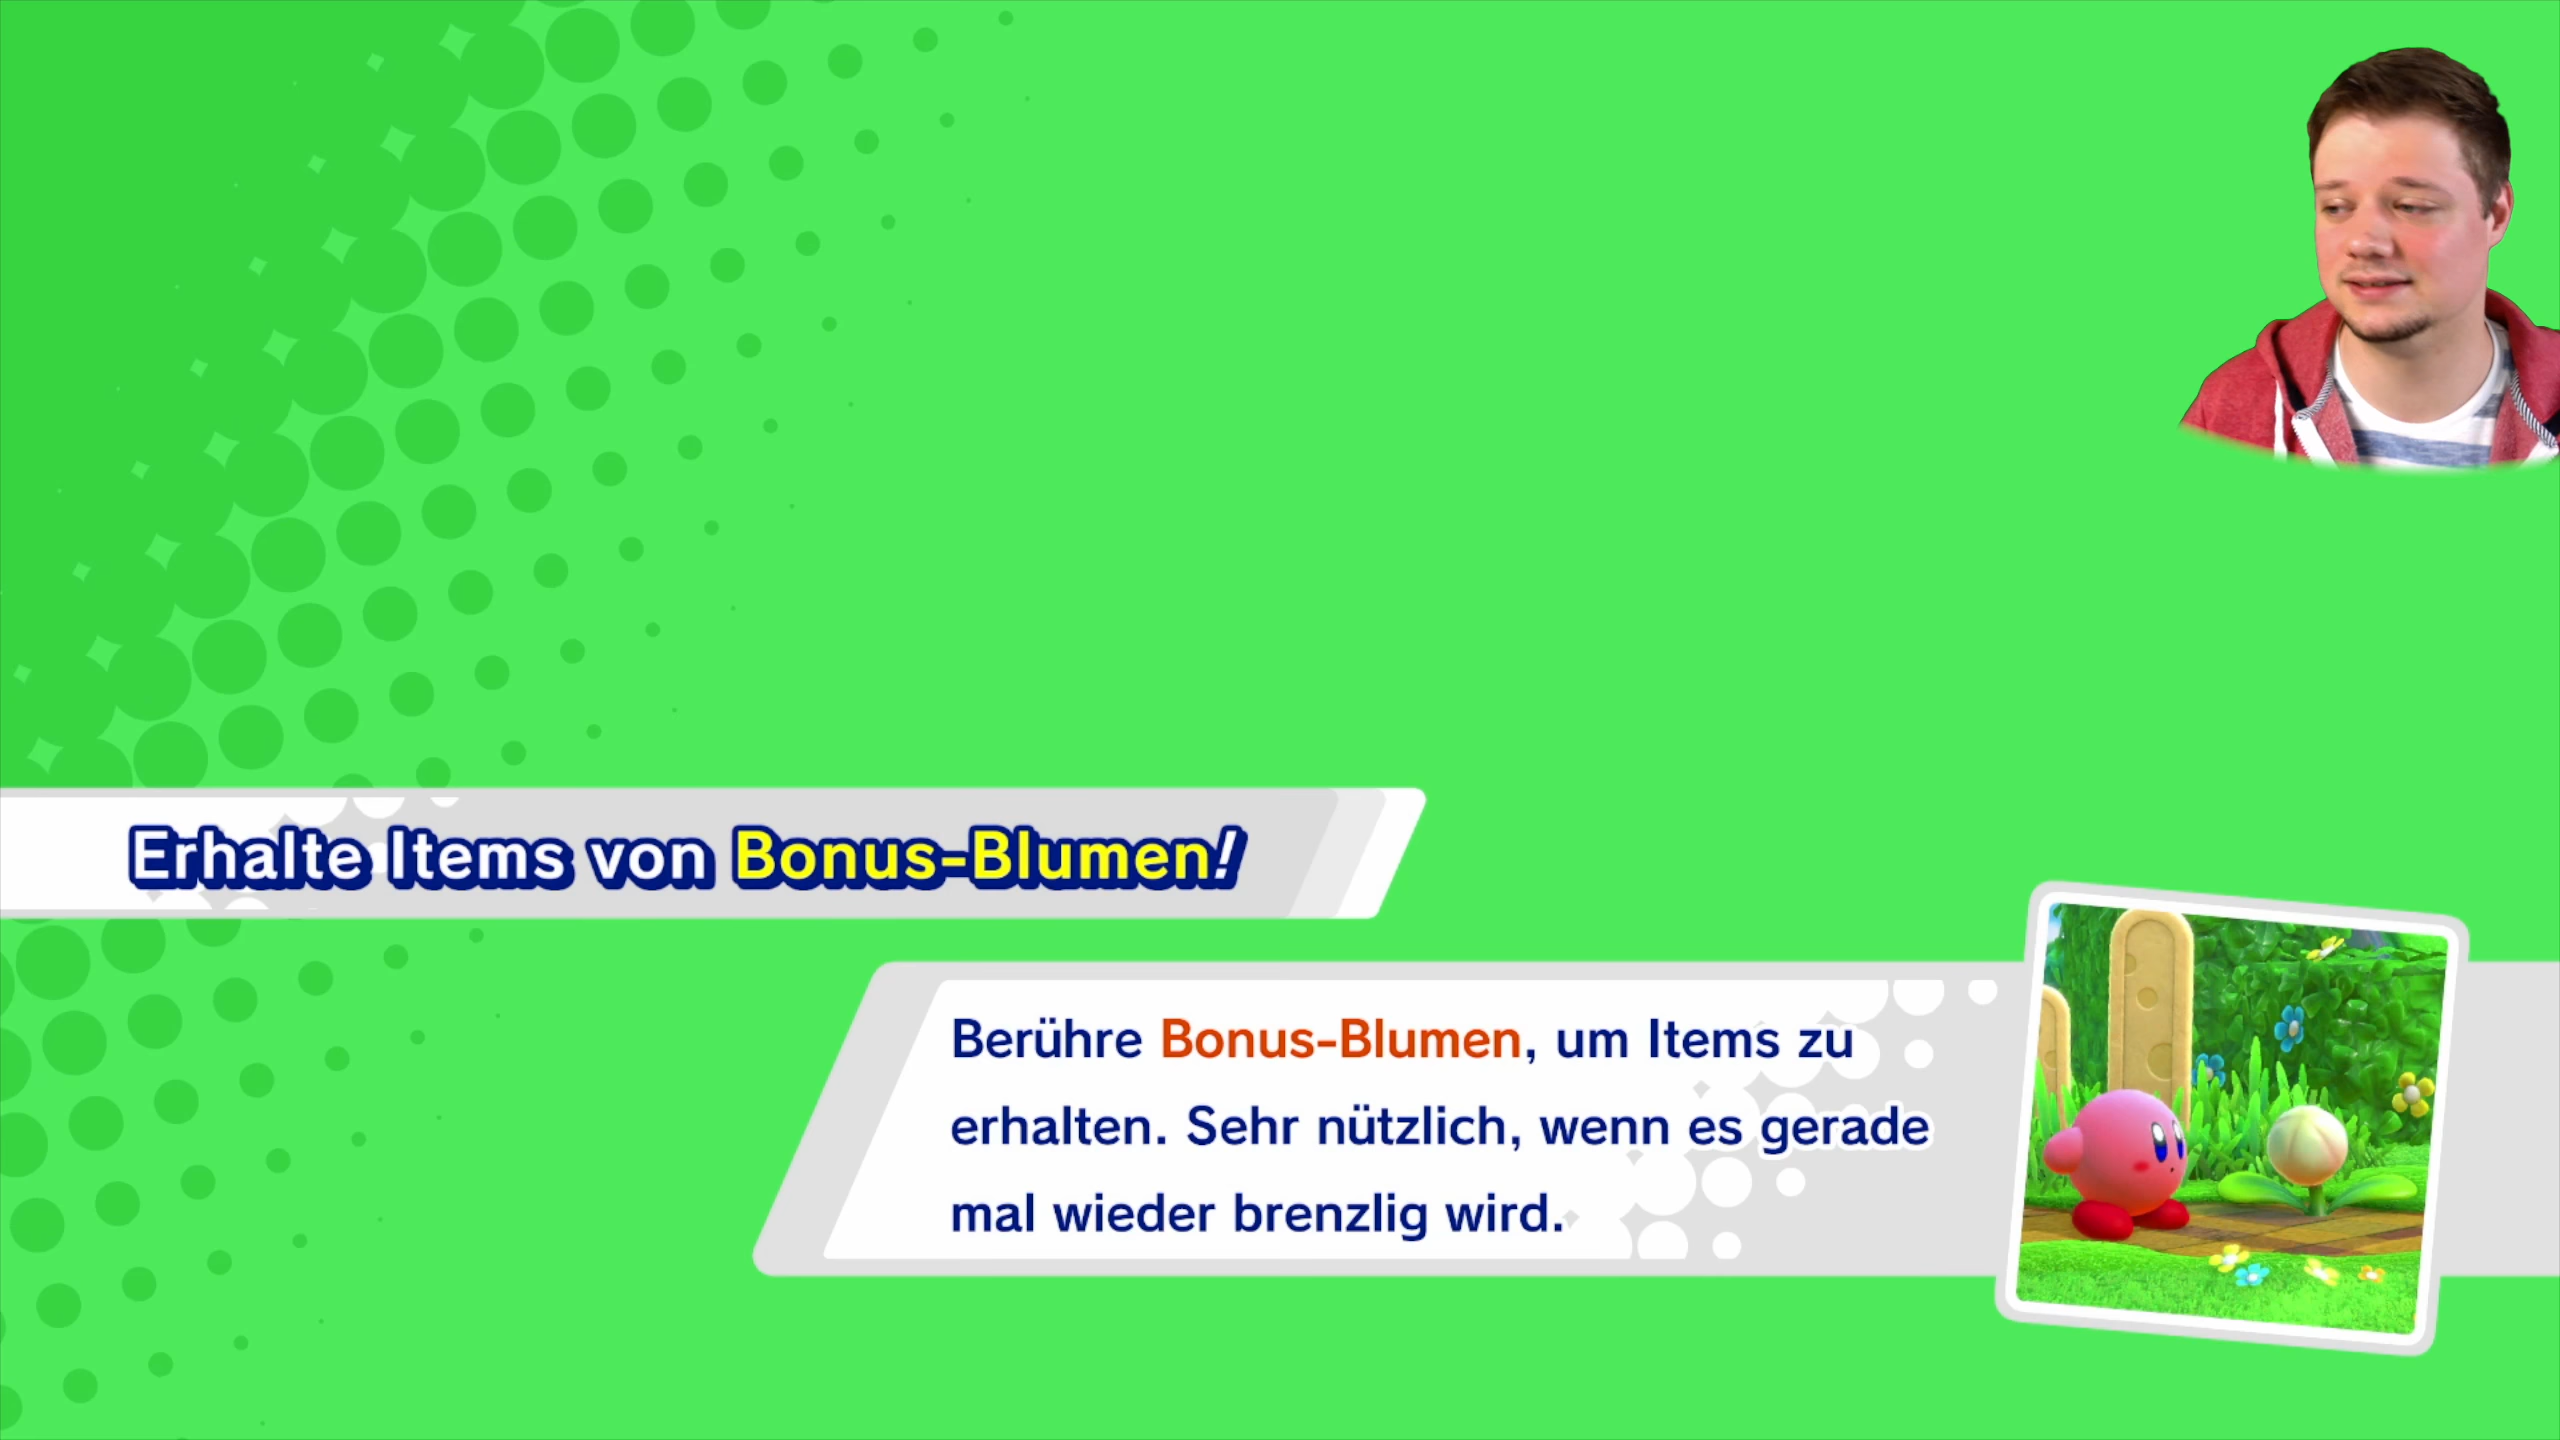 Erhalte Items von Bonus-Blumen!
Berühre Bonus-Blumen, um Items zu
erhalten. Sehr nützlich, wenn es gerade
mal wieder brenzlig wird.